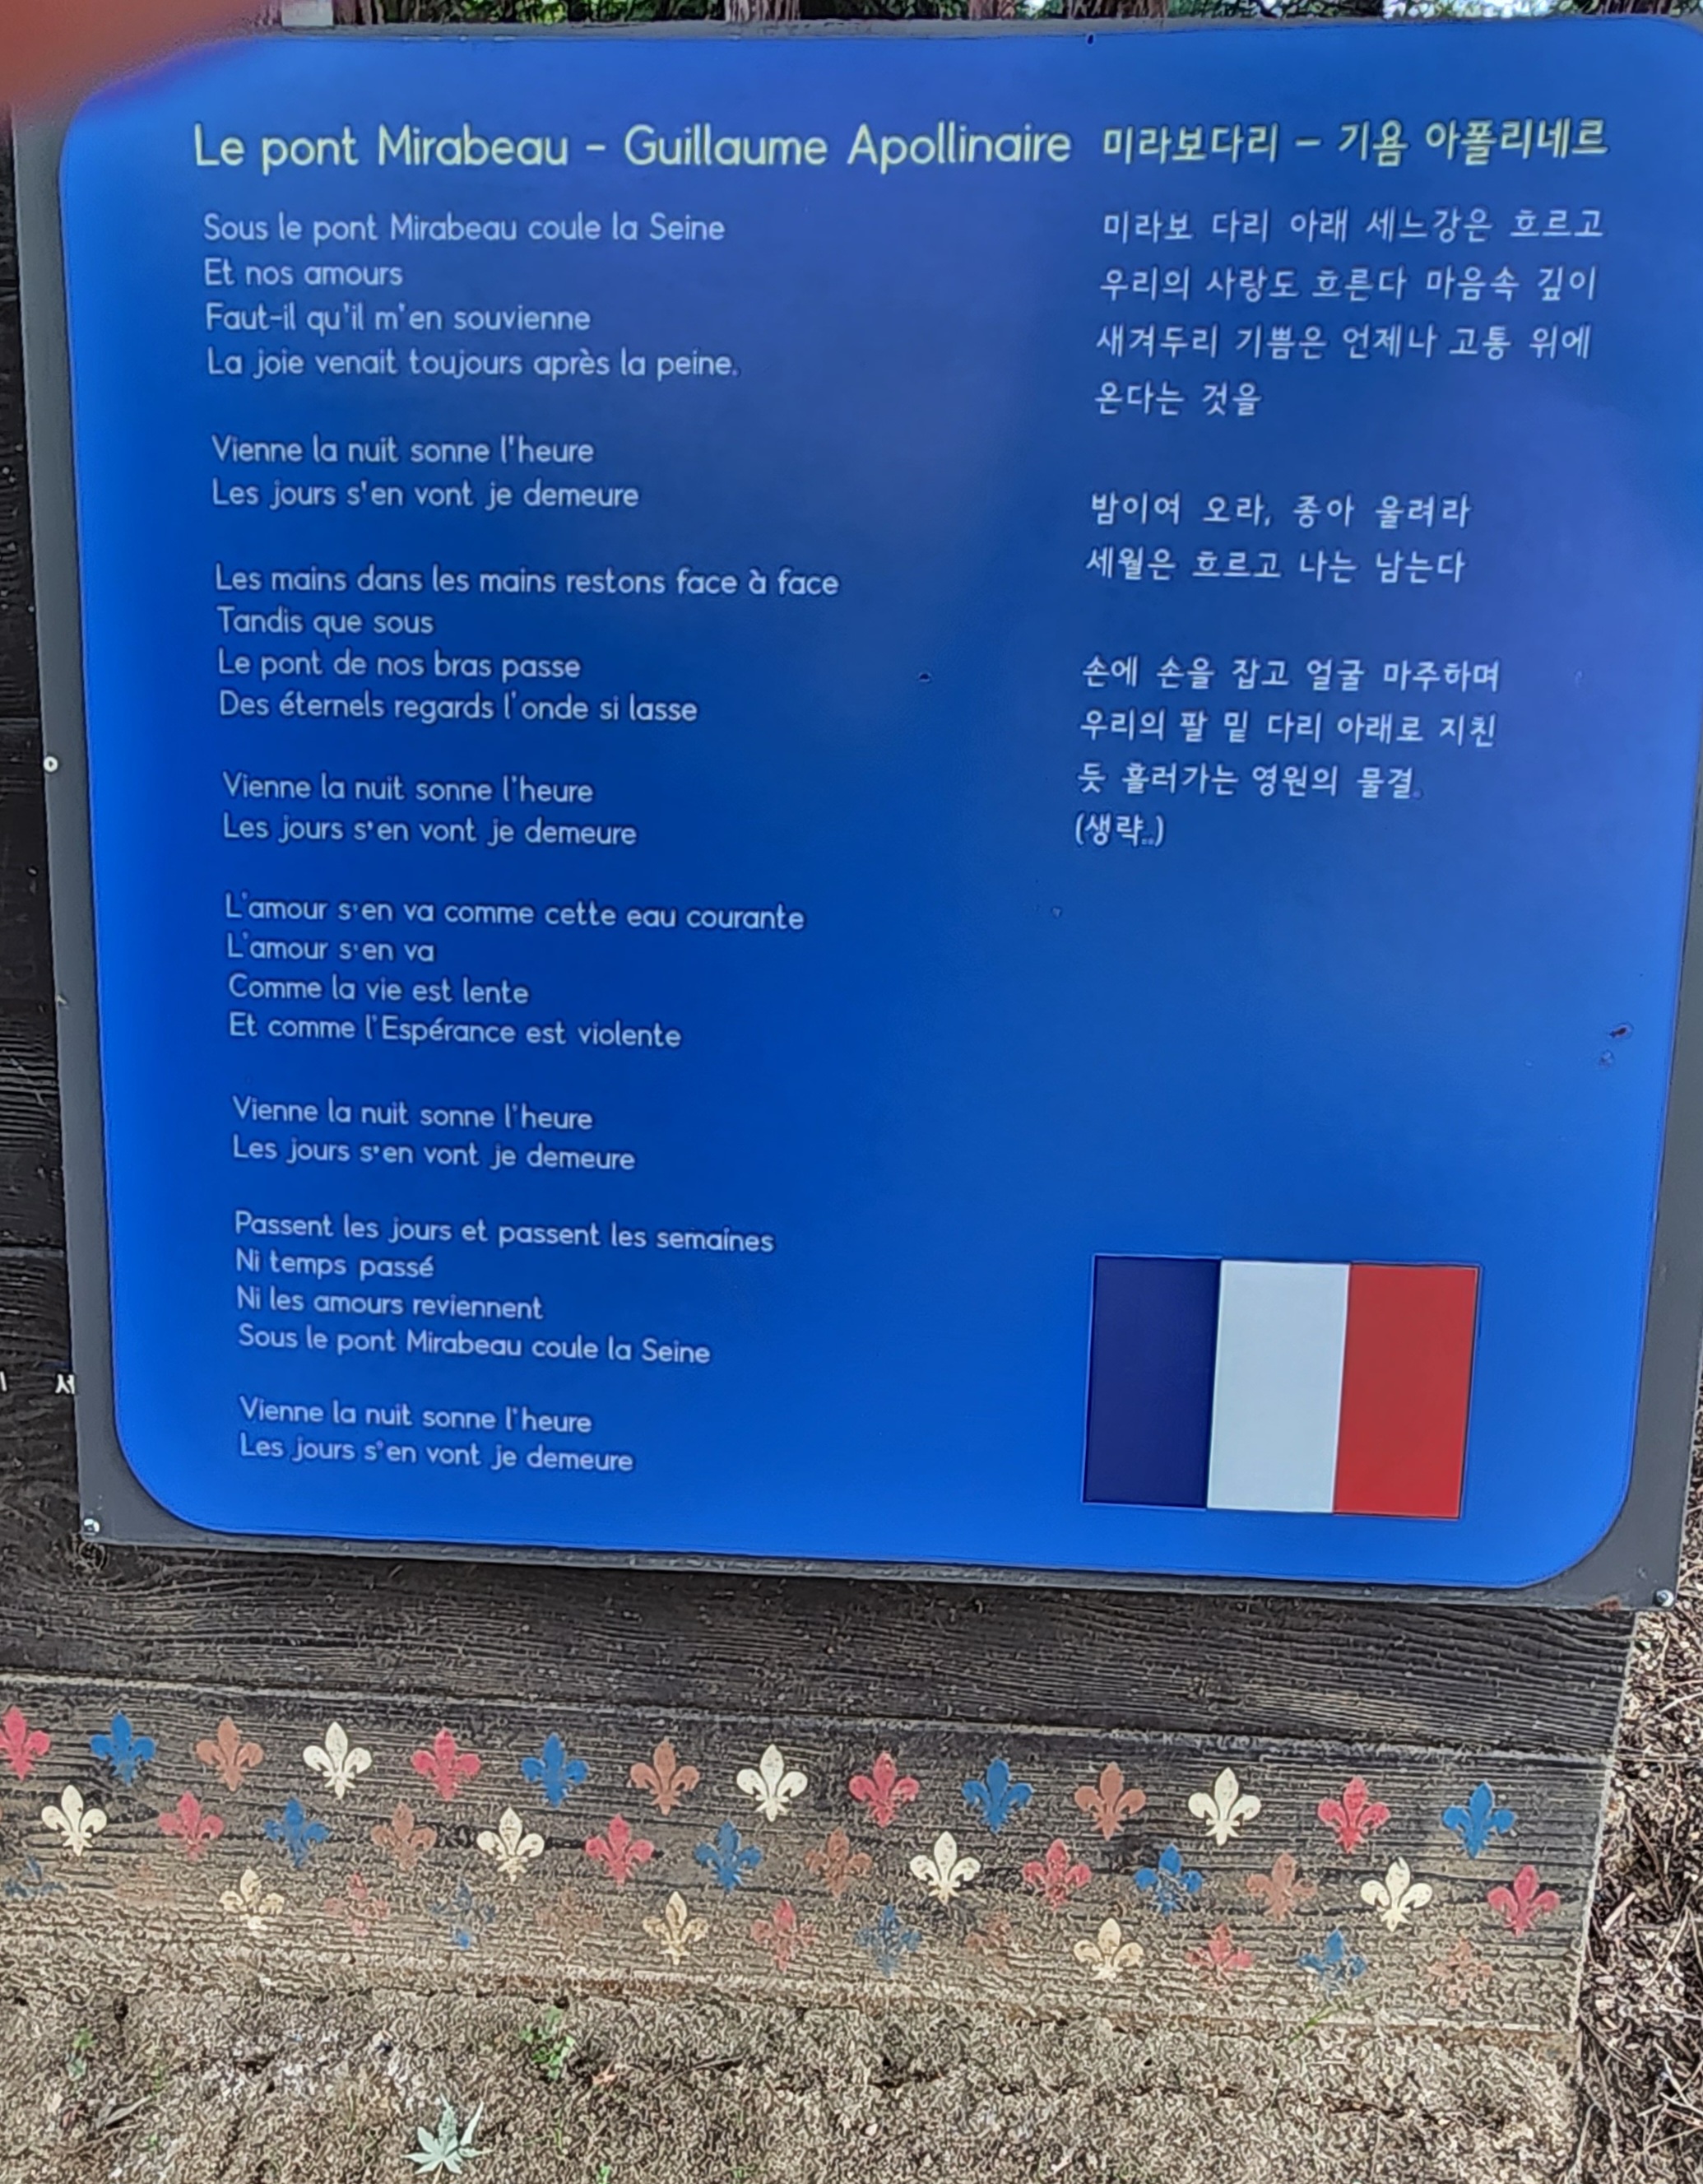 Le pont Mirabeau - Guillaume Apollinaire
Sous le pont Mirabeau coule la Seine
Et nos amours
Faut-il qu'il m'en souvienne
La joie venait toujours après la peine.
Vienne la nuit sonne l'heure
Les jours s'en vont je demeure
Les mains dans les mains restons face à face
Tandis que sous
Le pont de nos bras passe
Des éternels regards l'onde si lasse
Vienne la nuit sonne l'heure
Les jours s'en vont je demeure
L'amour s'en va comme cette eau courante
L'amour s'en va
Comme la vie est lente
Et comme l'Espérance est violente
Vienne la nuit sonne l'heure
Les jours s'en vont je demeure
Passent les jours et passent les semaines
Ni temps passé
Ni les amours reviennent
Sous le pont Mirabeau coule la Seine
Vienne la nuit sonne l'heure
Les jours s'en vont je demeure
미라보다리 - 기욤 아폴리네르
미라보 다리 아래 세느강은 흐르고
우리의 사랑도 흐른다 마음속 깊이
새겨두리 기쁨은 언제나 고통 위에
온다는 것을
밤이여 오라, 종아 울려라
세월은 흐르고 나는 남는다
손에 손을 잡고 얼굴 마주하며
우리의 팔 밑 다리 아래로 지친
듯 흘러가는 영원의 물결.
(생략..)
서